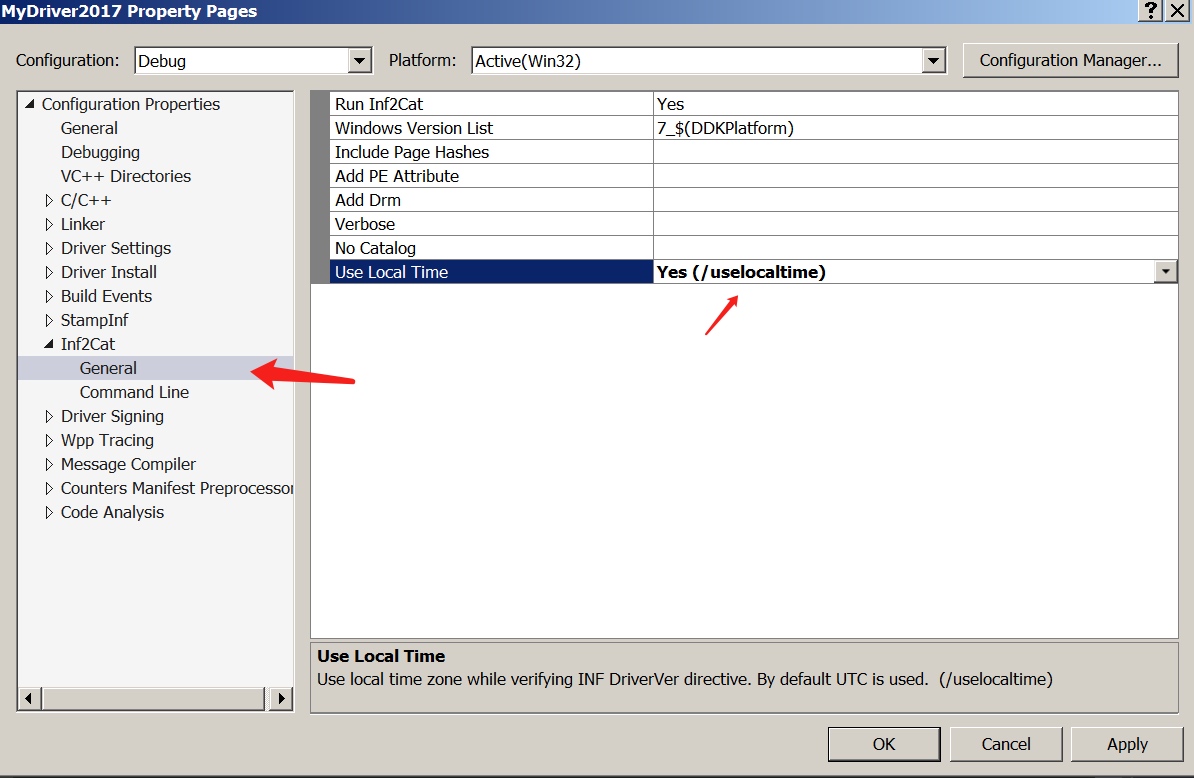 MyDriver2017 Property Pages
Configuration: Debug Platform: Active(Win32) Configuration Manager...
Configuration Properties
General
Debugging
VC++ Directories
C/C++
Linker
Driver Settings
Driver Install
Build Events
StampInf
Inf2Cat
General
Command Line
Driver Signing
Wpp Tracing
Message Compiler
Counters Manifest Preprocessor
Code Analysis
Run Inf2Cat Yes
Windows Version List 7_$(DDKPlatform)
Include Page Hashes
Add PE Attribute
Add Drm
Verbose
No Catalog
Use Local Time Yes (/uselocaltime)
Use Local Time
Use local time zone while verifying INF DriverVer directive. By default UTC is used. (/uselocaltime)
OK Cancel Apply